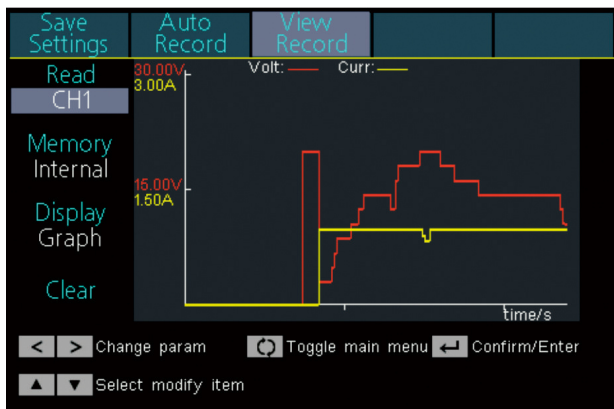 Save Settings
Auto Record
View Record
Read
CH1
Memory
Internal
Display
Graph
Clear
30.00V
3.00A
Volt:
Curr:
15.00V
1.50A
time/s
< > Change param
Toggle main menu
Confirm/Enter
▲ ▼ Select modify item